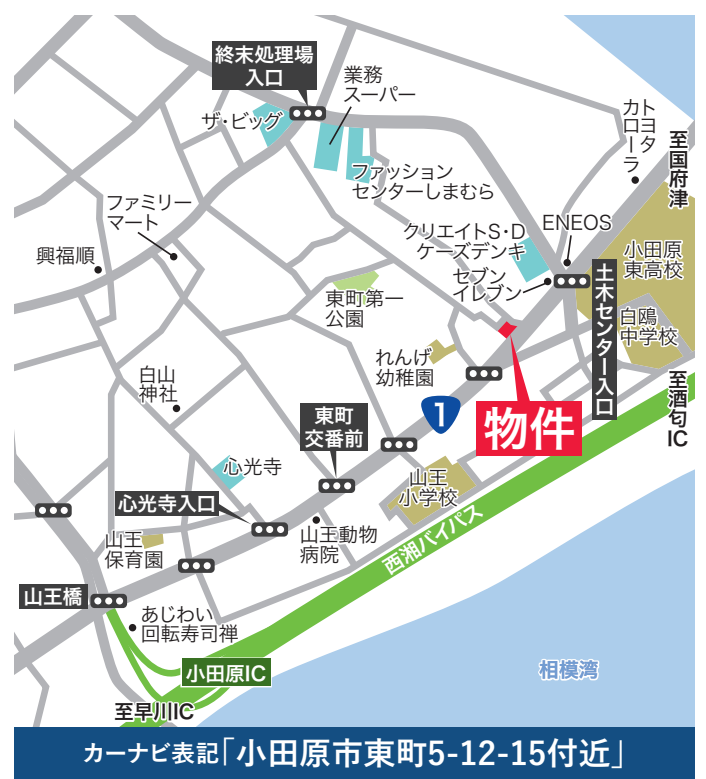 終末処理場
入口
業務
スーパー
ザ・ビッグ
トヨタ
カローラ
至国府津
ファッション
センターしまむら
ファミリー
マート
クリエイトS・D
ケーズデンキ
ENEOS
興福順
セブン
イレブン
小田原
東高校
土木センター入口
東町第一
公園
白鴎
中学校
れんげ
幼稚園
白山
神社
至酒匂IC
1
物件
東町
交番前
心光寺
山王
小学校
心光寺入口
山王動物
病院
西湘バイパス
山王
保育園
山王橋
あじわい
回転寿司禅
小田原IC
相模湾
至早川IC
カーナビ表記「小田原市東町5-12-15付近」